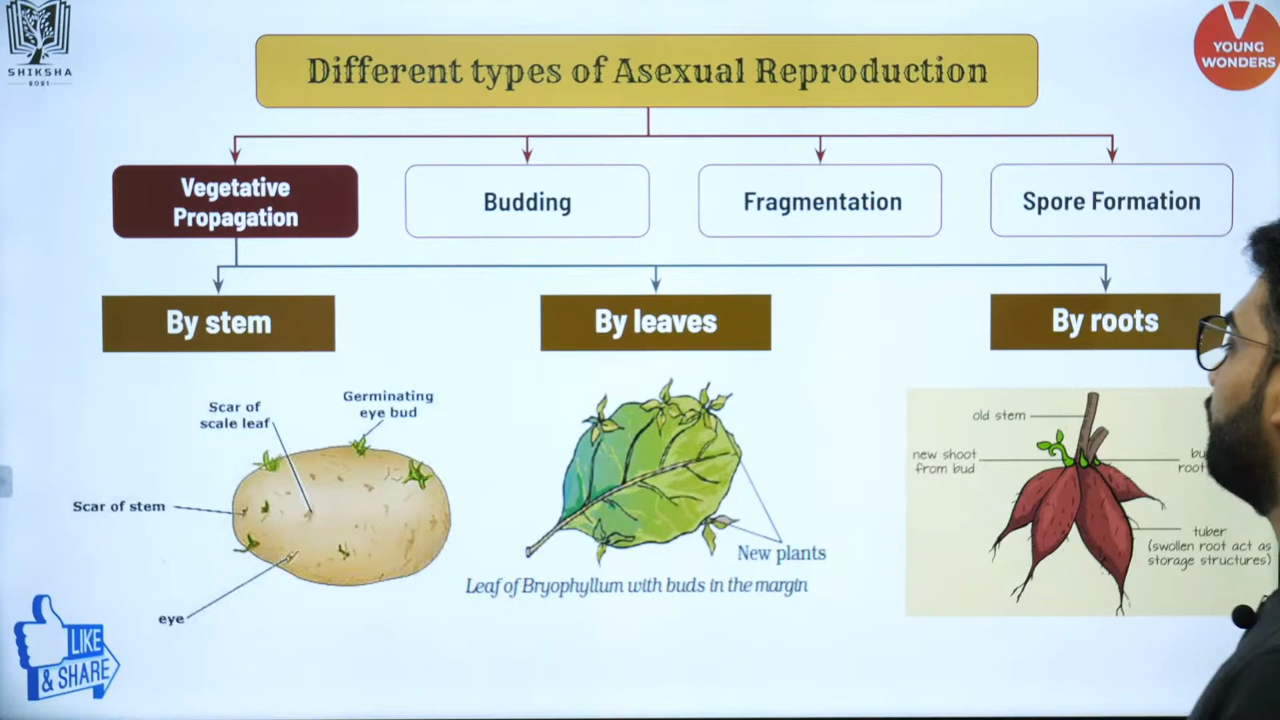 SHIKSHA
2021
YOUNG
WONDERS
Different types of Asexual Reproduction
Vegetative
Propagation
Budding
Fragmentation
Spore Formation
By stem
By leaves
By roots
Scar of
scale leaf
Germinating
eye bud
Scar of stem
eye
New plants
Leaf of Bryophyllum with buds in the margin
old stem
new shoot
from bud
tuber
(swollen root act as
storage structures)
LIKE
& SHARE